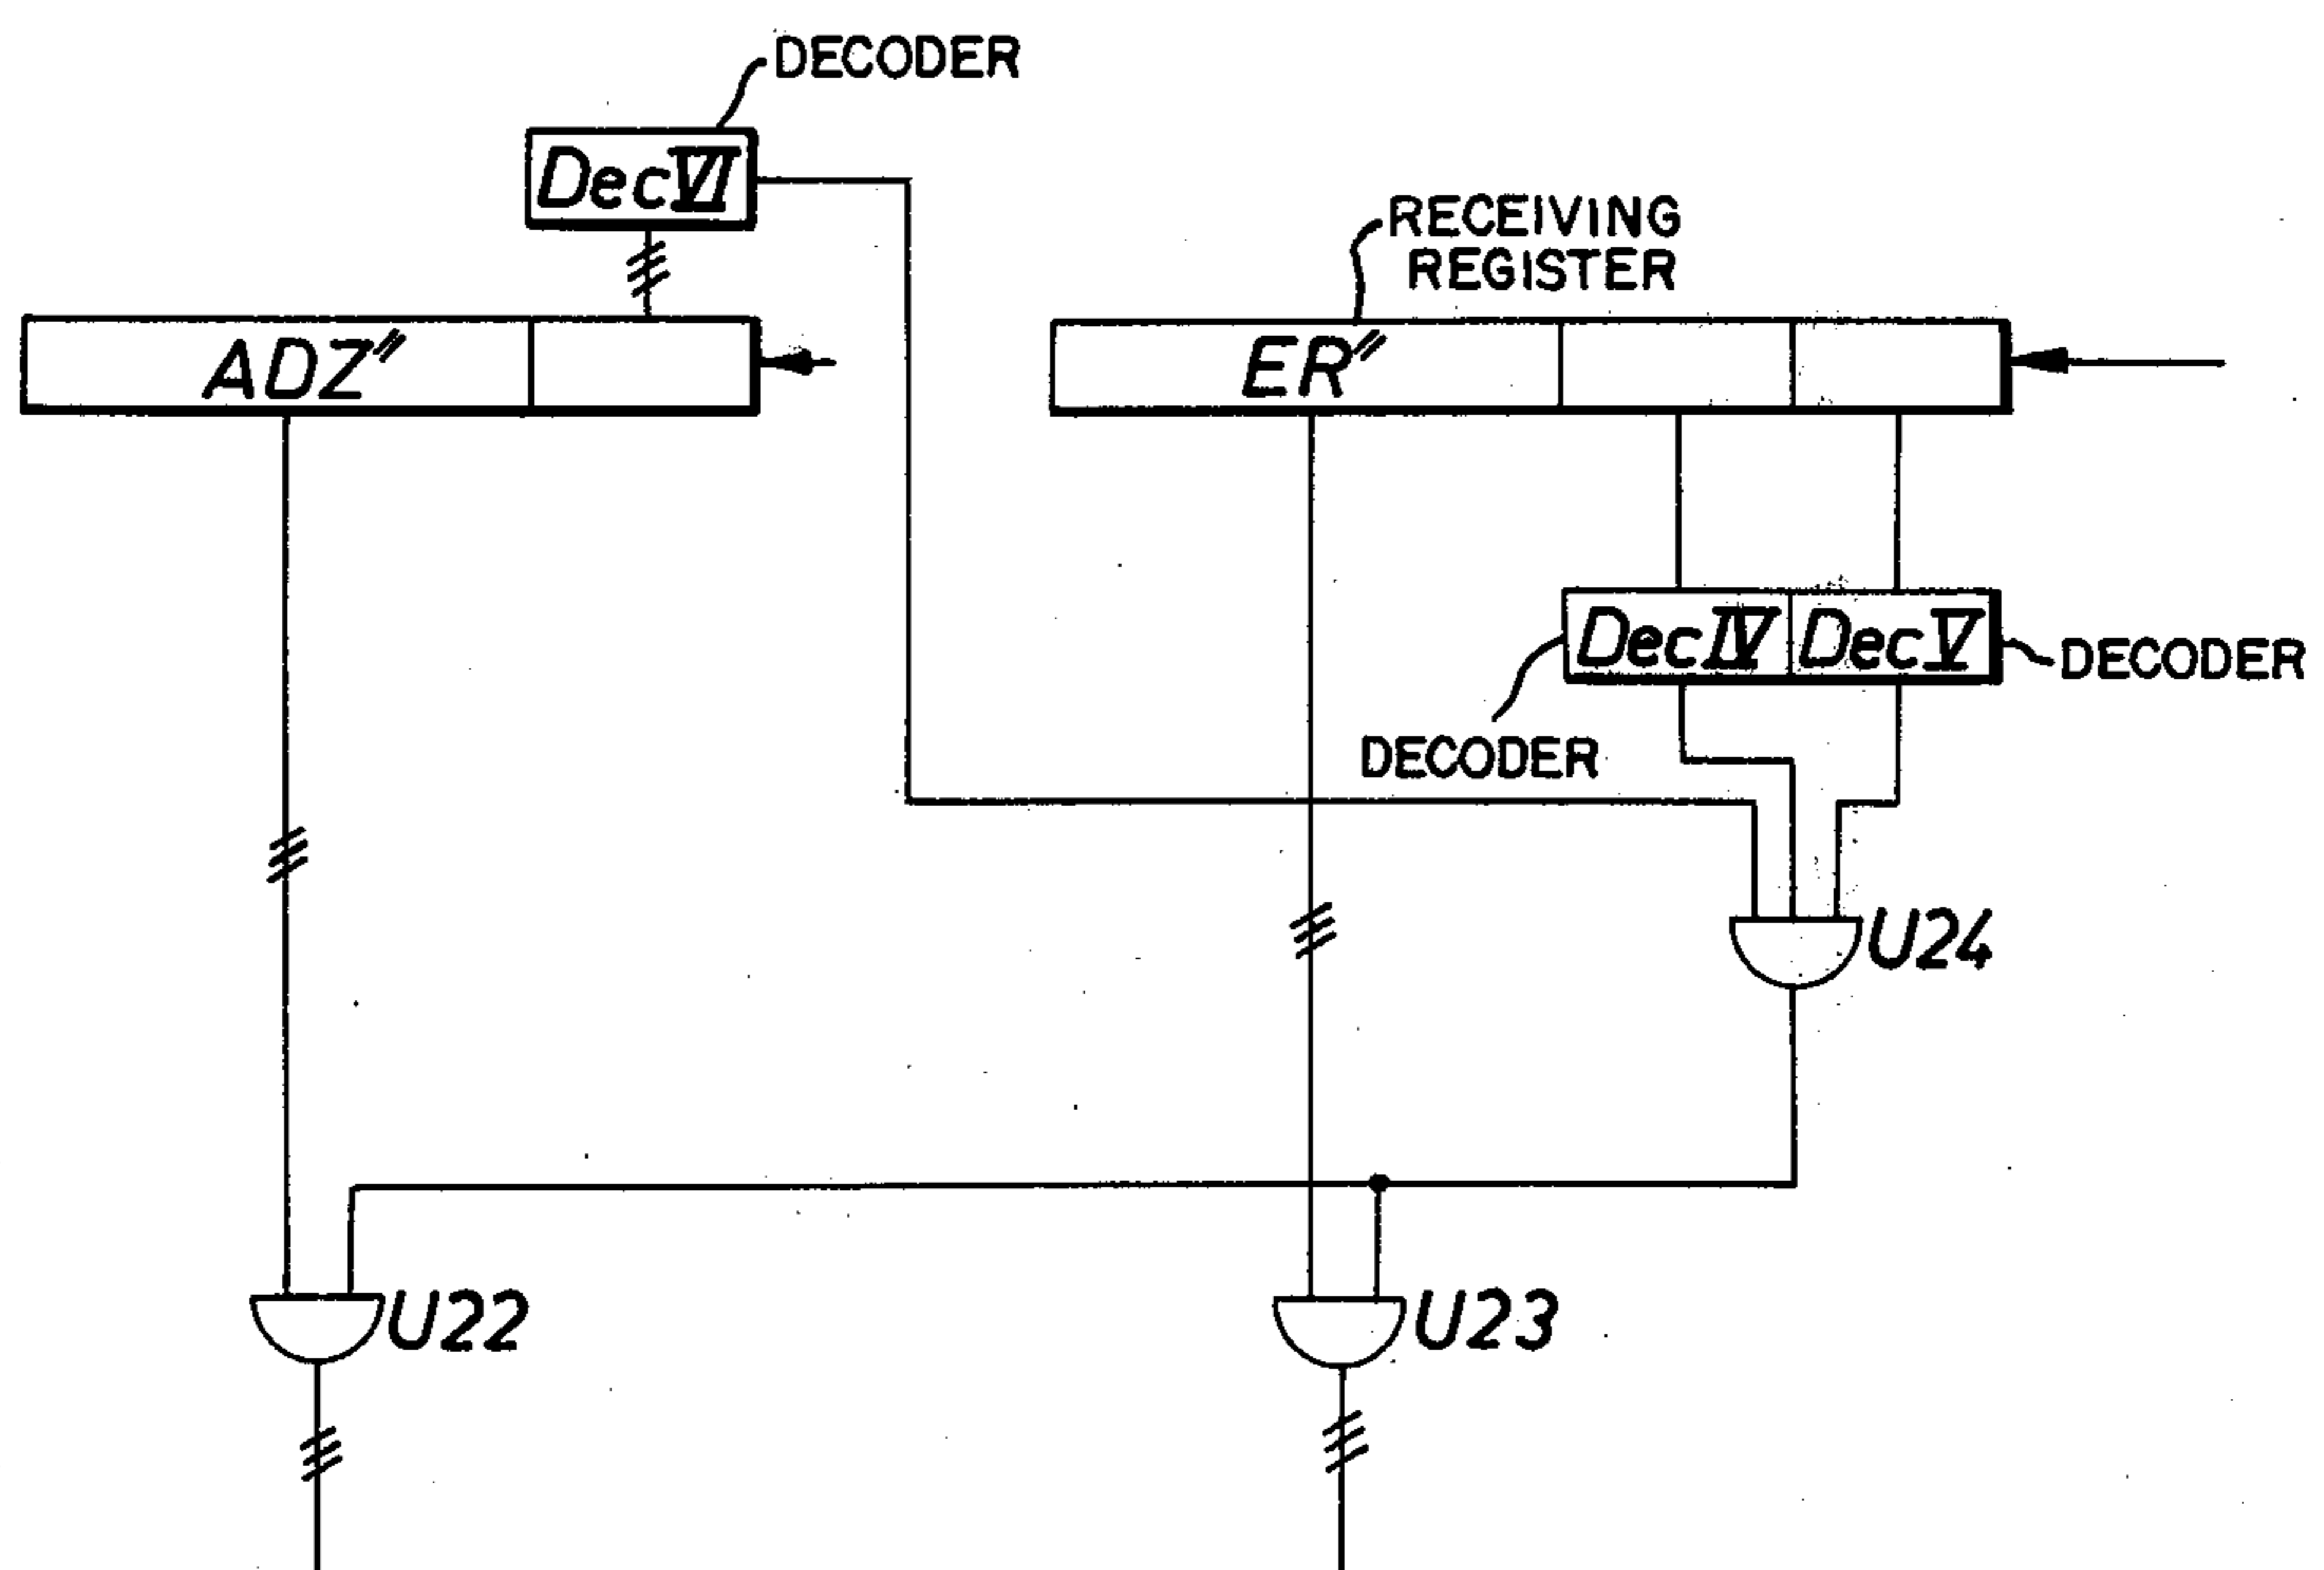 DECODER
DecVI
RECEIVING
REGISTER
ADZ"
ER"
DecIV DecV
DECODER
DECODER
U24
U22
U23